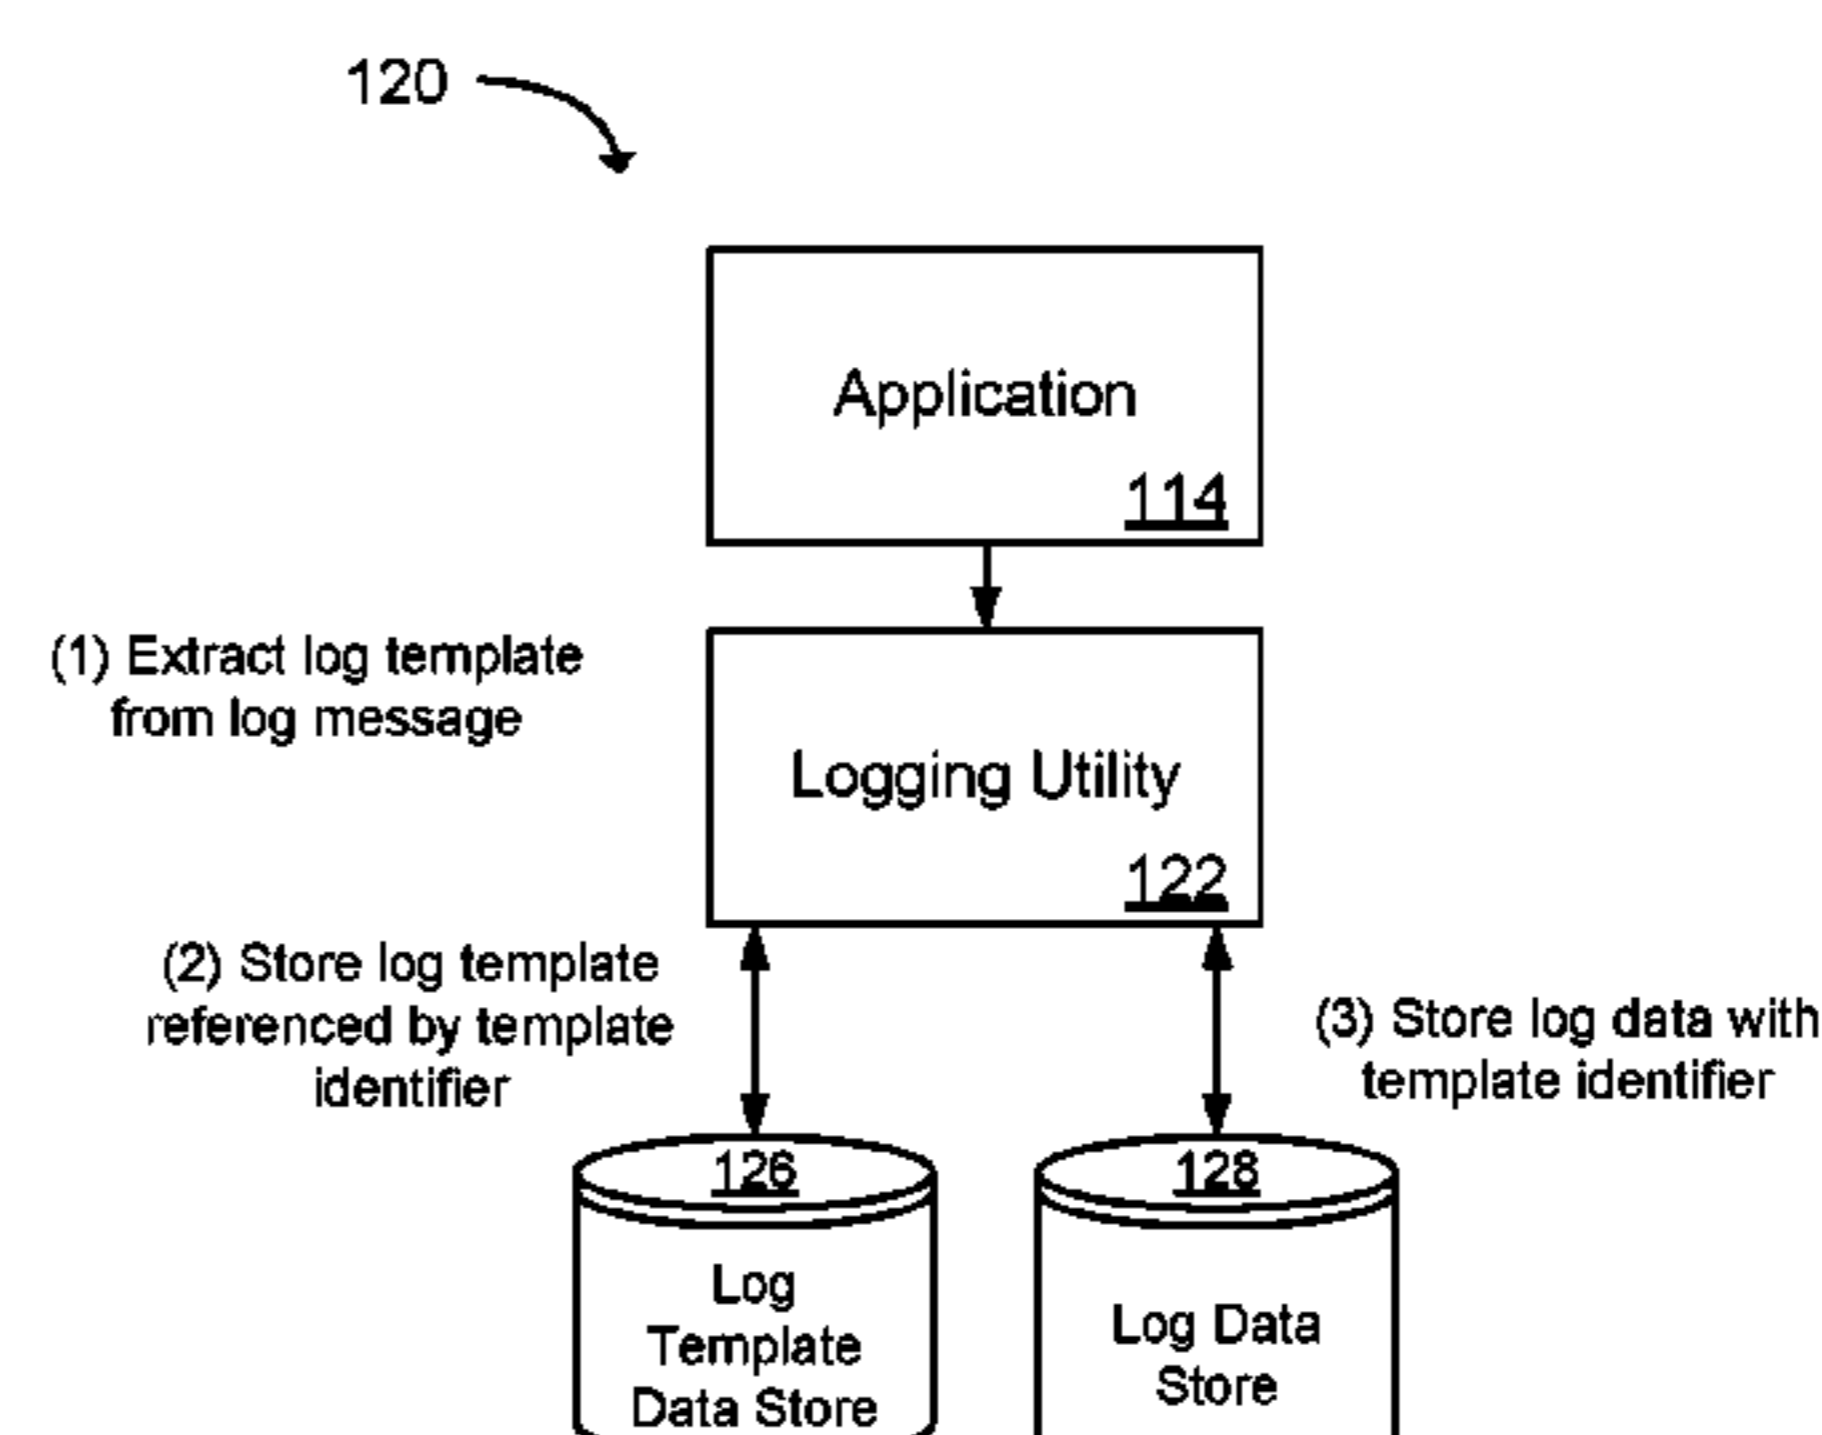 120
Application
114
(1) Extract log template
from log message
Logging Utility
122
(2) Store log template
referenced by template
identifier
(3) Store log data with
template identifier
126
Log
Template
Data Store
128
Log Data
Store